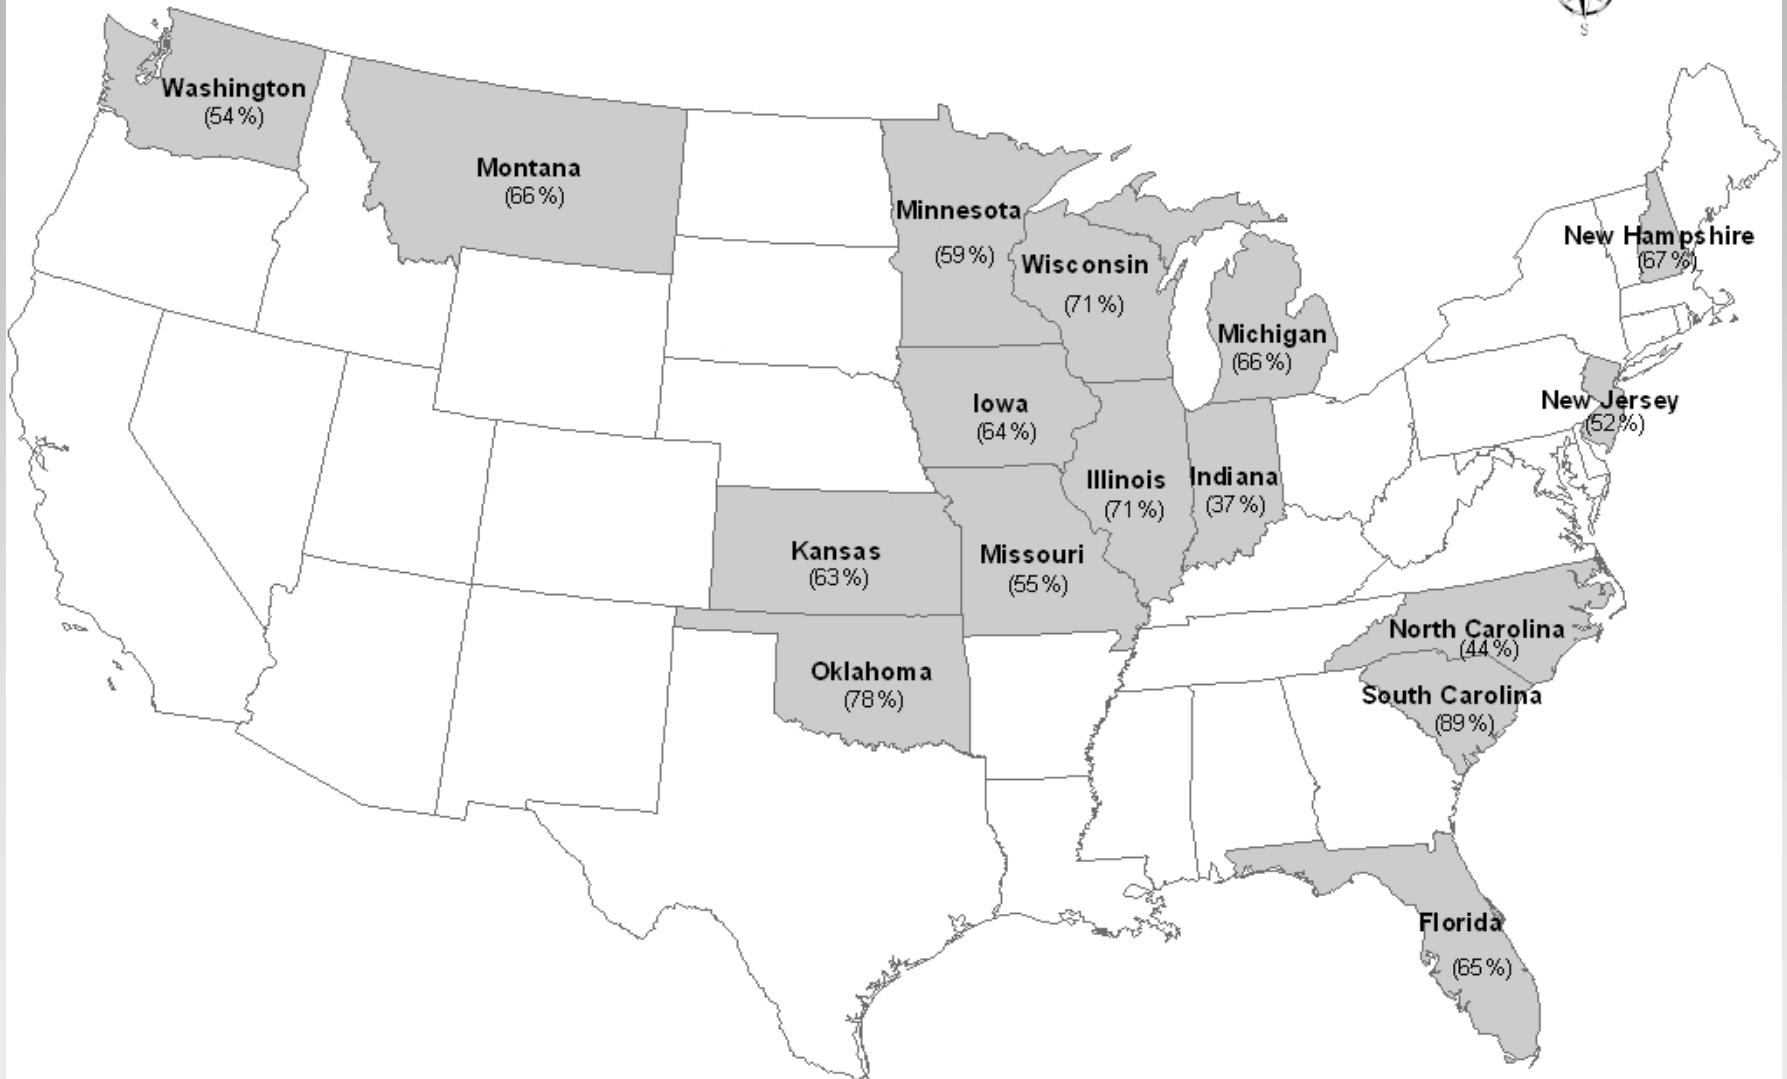 S
Washington
(54%)
Montana
(66%)
Minnesota
(59%)
Wisconsin
(71%)
Michigan
(66%)
New Hampshire
(67%)
New Jersey
(52%)
Iowa
(64%)
Illinois
(71%)
Indiana
(37%)
Kansas
(63%)
Missouri
(55%)
Oklahoma
(78%)
North Carolina
(44%)
South Carolina
(89%)
Florida
(65%)